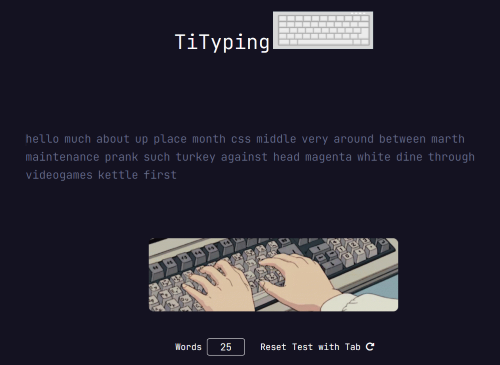 TiTyping
hello much about up place month css middle very around between marth
maintenance prank such turkey against head magenta white dine through
videogames kettle first
Words 25 Reset Test with Tab